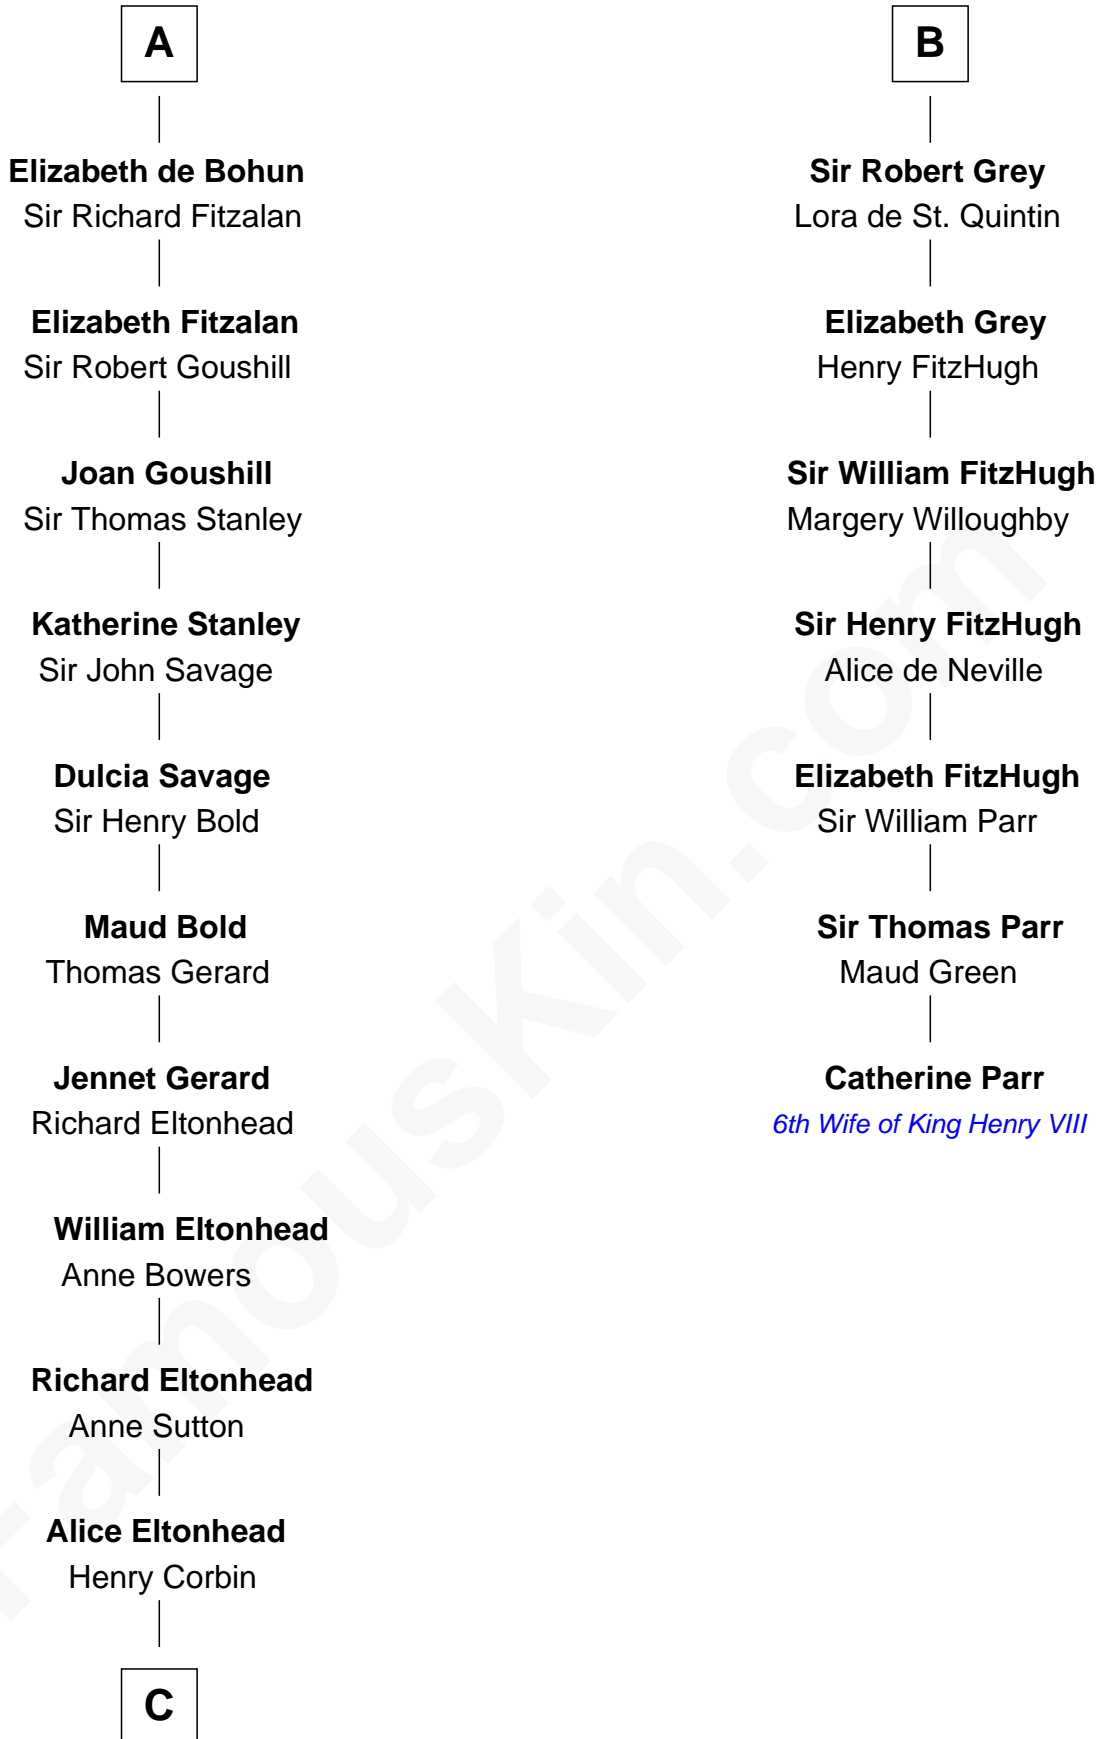 A
Elizabeth de Bohun
Sir Richard Fitzalan
Elizabeth Fitzalan
Sir Robert Goushill
Joan Goushill
Sir Thomas Stanley
Katherine Stanley
Sir John Savage
Dulcia Savage
Sir Henry Bold
Maud Bold
Thomas Gerard
Jennet Gerard
Richard Eltonhead
William Eltonhead
Anne Bowers
Richard Eltonhead
Anne Sutton
Alice Eltonhead
Henry Corbin
C
B
Sir Robert Grey
Lora de St. Quintin
Elizabeth Grey
Henry FitzHugh
Sir William FitzHugh
Margery Willoughby
Sir Henry FitzHugh
Alice de Neville
Elizabeth FitzHugh
Sir William Parr
Sir Thomas Parr
Maud Green
Catherine Parr
6th Wife of King Henry VIII
FamousKin.com